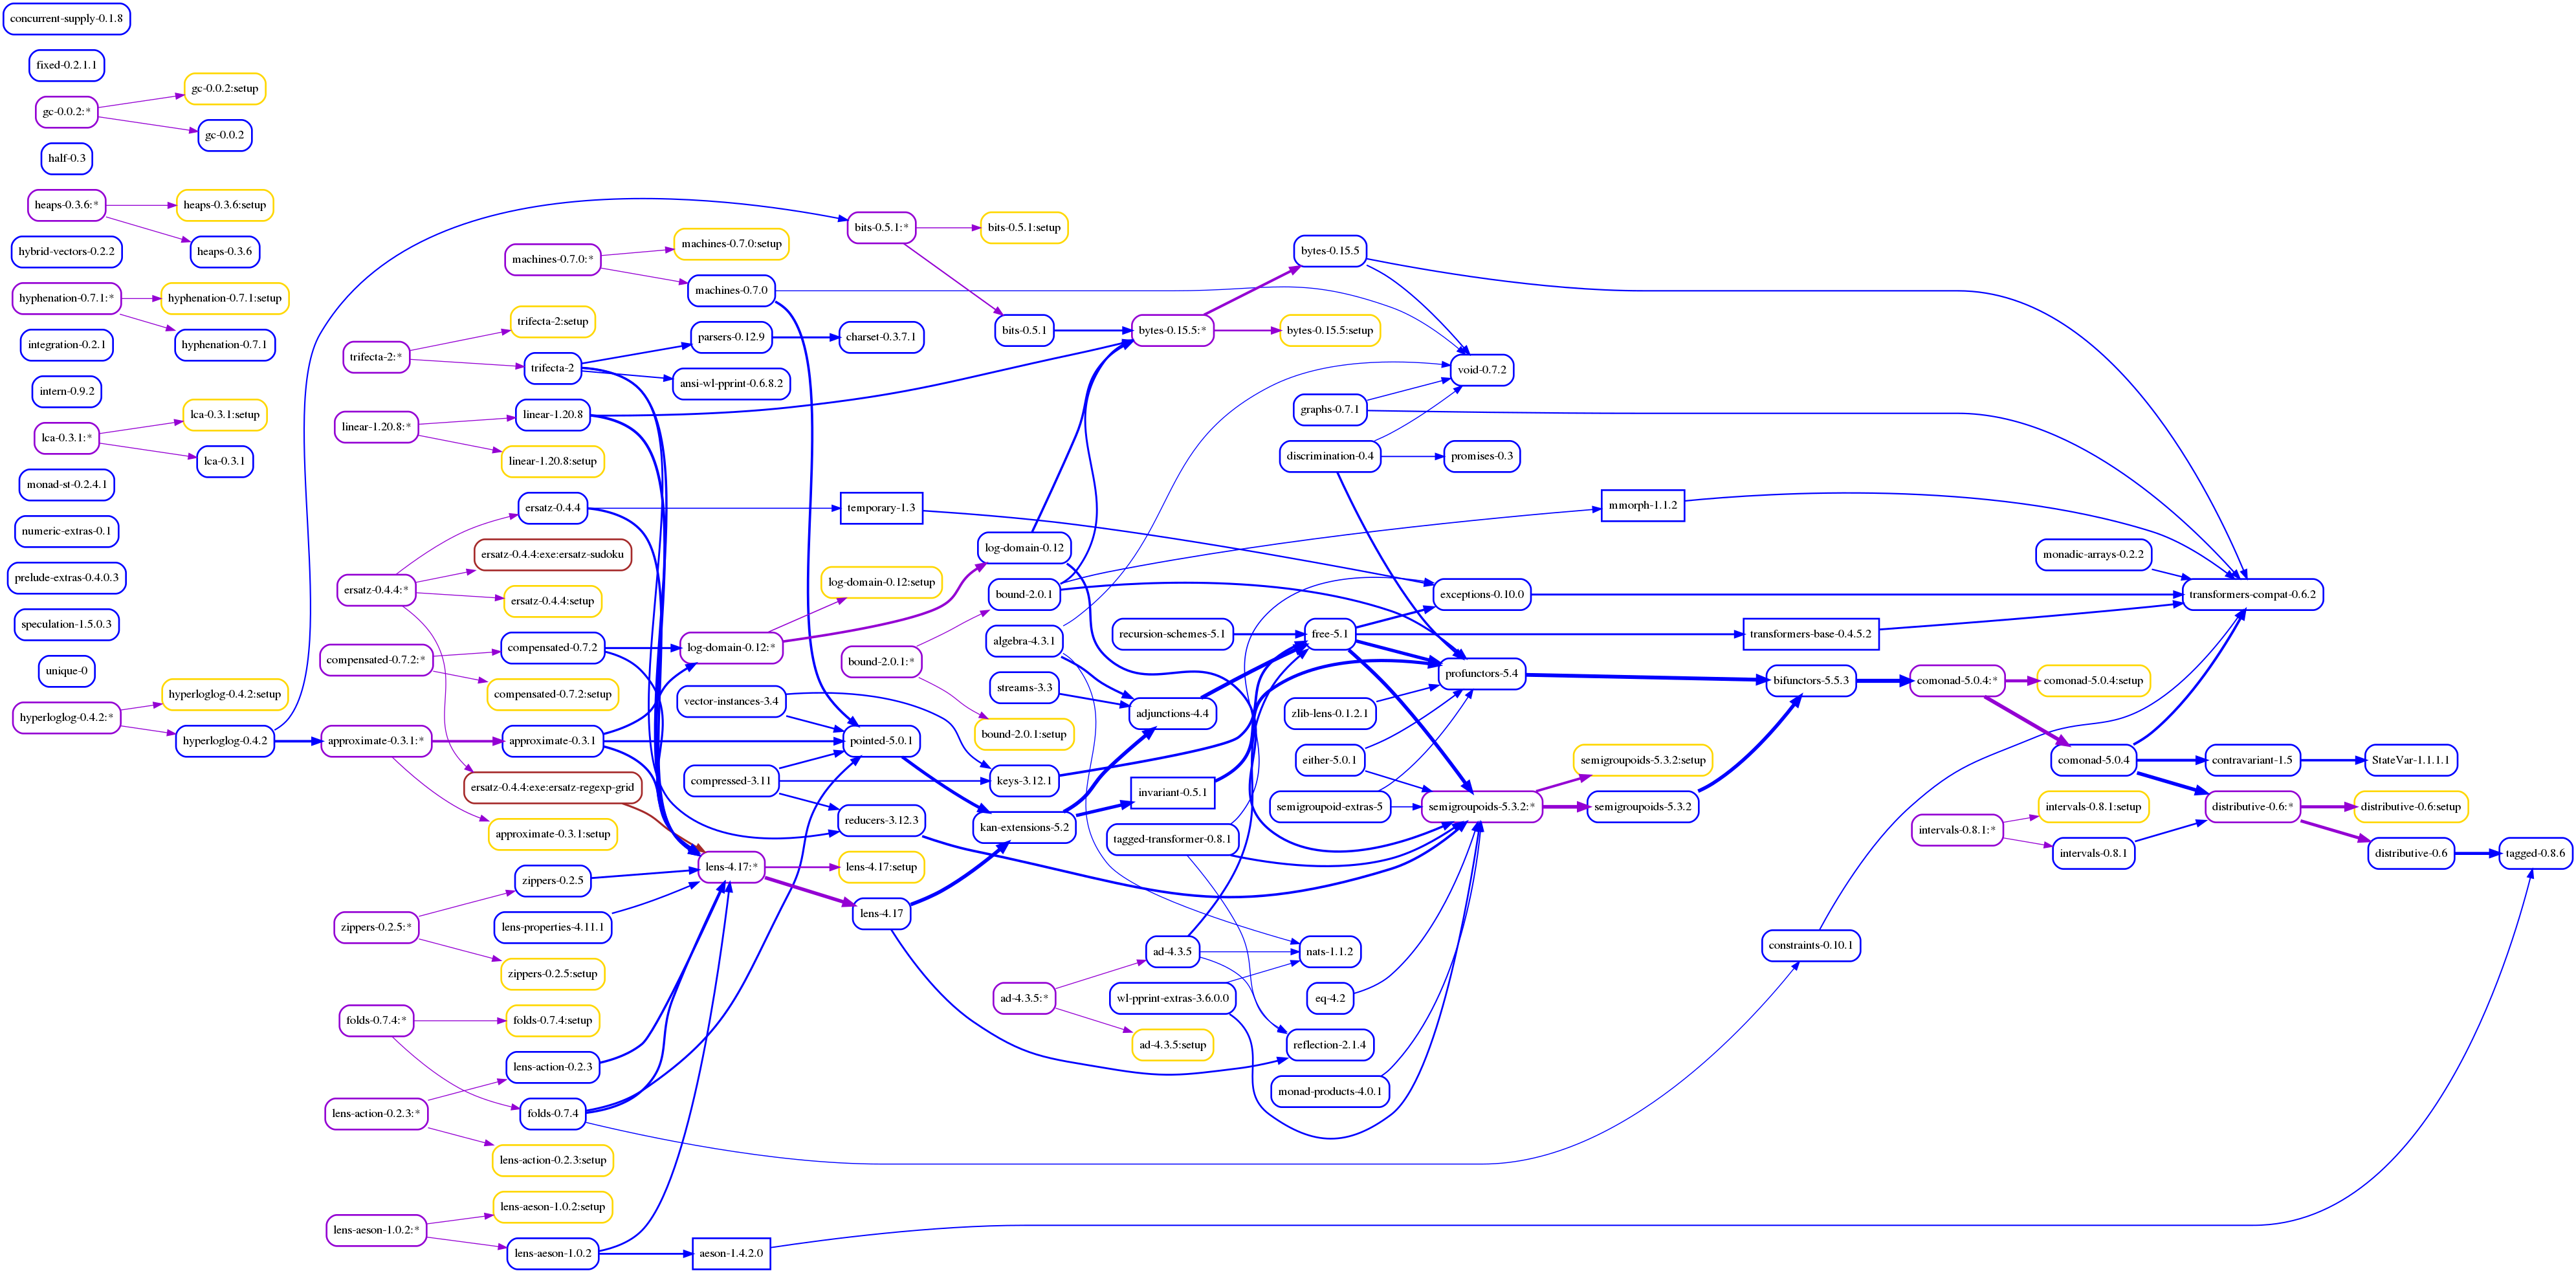 concurrent-supply-0.1.8
fixed-0.2.1.1
gc-0.0.2:*
gc-0.0.2:setup
gc-0.0.2
half-0.3
heaps-0.3.6:*
heaps-0.3.6:setup
heaps-0.3.6
hybrid-vectors-0.2.2
hyphenation-0.7.1:*
hyphenation-0.7.1:setup
hyphenation-0.7.1
integration-0.2.1
intern-0.9.2
lca-0.3.1:*
lca-0.3.1:setup
lca-0.3.1
monad-st-0.2.4.1
numeric-extras-0.1
prelude-extras-0.4.0.3
speculation-1.5.0.3
unique-0
hyperloglog-0.4.2:*
hyperloglog-0.4.2:setup
hyperloglog-0.4.2
machines-0.7.0:*
machines-0.7.0:setup
machines-0.7.0
trifecta-2:*
trifecta-2:setup
trifecta-2
parsers-0.12.9
charset-0.3.7.1
ansi-wl-pprint-0.6.8.2
linear-1.20.8:*
linear-1.20.8
linear-1.20.8:setup
ersatz-0.4.4:*
ersatz-0.4.4
ersatz-0.4.4:exe:ersatz-sudoku
ersatz-0.4.4:setup
ersatz-0.4.4:exe:ersatz-regexp-grid
temporary-1.3
compensated-0.7.2:*
compensated-0.7.2
compensated-0.7.2:setup
approximate-0.3.1:*
approximate-0.3.1
approximate-0.3.1:setup
log-domain-0.12:*
log-domain-0.12:setup
log-domain-0.12
vector-instances-3.4
compressed-3.11
pointed-5.0.1
reducers-3.12.3
zippers-0.2.5:*
zippers-0.2.5
zippers-0.2.5:setup
lens-properties-4.11.1
lens-4.17:*
lens-4.17:setup
lens-4.17
folds-0.7.4:*
folds-0.7.4:setup
folds-0.7.4
lens-action-0.2.3:*
lens-action-0.2.3
lens-action-0.2.3:setup
lens-aeson-1.0.2:*
lens-aeson-1.0.2:setup
lens-aeson-1.0.2
aeson-1.4.2.0
bits-0.5.1:*
bits-0.5.1:setup
bits-0.5.1
bytes-0.15.5:*
bytes-0.15.5
bytes-0.15.5:setup
bound-2.0.1:*
bound-2.0.1
bound-2.0.1:setup
algebra-4.3.1
streams-3.3
keys-3.12.1
kan-extensions-5.2
adjunctions-4.4
invariant-0.5.1
recursion-schemes-5.1
tagged-transformer-0.8.1
ad-4.3.5:*
ad-4.3.5
ad-4.3.5:setup
wl-pprint-extras-3.6.0.0
graphs-0.7.1
discrimination-0.4
void-0.7.2
promises-0.3
free-5.1
exceptions-0.10.0
profunctors-5.4
zlib-lens-0.1.2.1
either-5.0.1
semigroupoid-extras-5
semigroupoids-5.3.2:*
semigroupoids-5.3.2:setup
semigroupoids-5.3.2
nats-1.1.2
eq-4.2
reflection-2.1.4
monad-products-4.0.1
mmorph-1.1.2
transformers-base-0.4.5.2
bifunctors-5.5.3
constraints-0.10.1
comonad-5.0.4:*
comonad-5.0.4:setup
comonad-5.0.4
monadic-arrays-0.2.2
transformers-compat-0.6.2
contravariant-1.5
StateVar-1.1.1.1
intervals-0.8.1:*
intervals-0.8.1:setup
intervals-0.8.1
distributive-0.6:*
distributive-0.6:setup
distributive-0.6
tagged-0.8.6